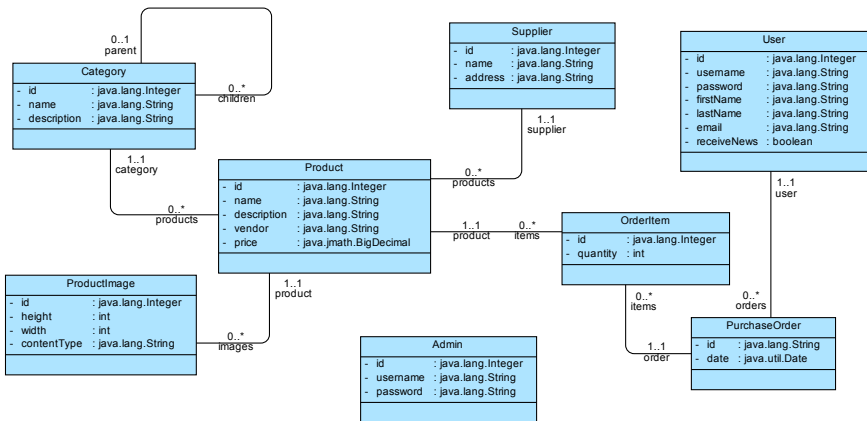 0..1
parent
Category
- id : java.lang.Integer
- name : java.lang.String
- description : java.lang.String
0..*
children
1..1
category
0..*
products
Supplier
- id : java.lang.Integer
- name : java.lang.String
- address : java.lang.String
1..1
supplier
0..*
products
User
- id : java.lang.Integer
- username : java.lang.String
- password : java.lang.String
- firstName : java.lang.String
- lastName : java.lang.String
- email : java.lang.String
- receiveNews : boolean
1..1
user
0..*
orders
Product
- id : java.lang.Integer
- name : java.lang.String
- description : java.lang.String
- vendor : java.lang.String
- price : java.jmath.BigDecimal
1..1
product
0..*
items
OrderItem
- id : java.lang.Integer
- quantity : int
0..*
items
1..1
order
1..1
product
0..*
images
ProductImage
- id : java.lang.Integer
- height : int
- width : int
- contentType : java.lang.String
Admin
- id : java.lang.Integer
- username : java.lang.String
- password : java.lang.String
PurchaseOrder
- id : java.lang.String
- date : java.util.Date